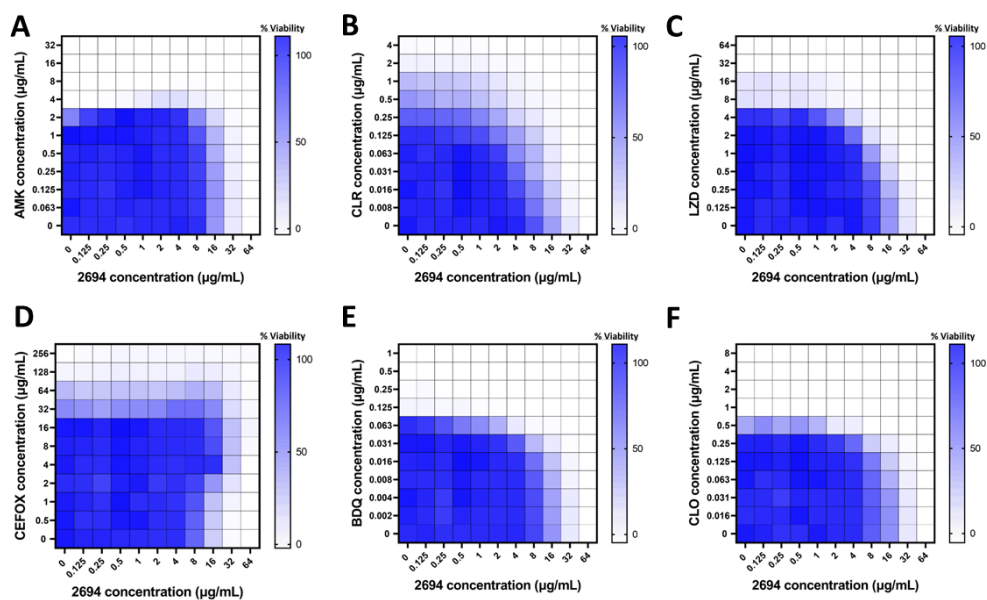 A
% Viability
AMK concentration (µg/mL)
32
16
8
4
2
1
0.5
0.25
0.125
0.063
0
0 0.125 0.25 0.5 1 2 4 8 16 32 64
2694 concentration (µg/mL)
100
50
0
B
% Viability
CLR concentration (µg/mL)
4
2
1
0.5
0.25
0.125
0.063
0.031
0.016
0.008
0
0 0.125 0.25 0.5 1 2 4 8 16 32 64
2694 concentration (µg/mL)
100
50
0
C
% Viability
LZD concentration (µg/mL)
64
32
16
8
4
2
1
0.5
0.25
0.125
0
0 0.125 0.25 0.5 1 2 4 8 16 32 64
2694 concentration (µg/mL)
100
50
0
D
% Viability
CEFOX concentration (µg/mL)
256
128
64
32
16
8
4
2
1
0.5
0
0 0.125 0.25 0.5 1 2 4 8 16 32 64
2694 concentration (µg/mL)
100
50
0
E
% Viability
BDQ concentration (µg/mL)
1
0.5
0.25
0.125
0.063
0.031
0.016
0.008
0.004
0.002
0
0 0.125 0.25 0.5 1 2 4 8 16 32 64
2694 concentration (µg/mL)
100
50
0
F
% Viability
CLO concentration (µg/mL)
8
4
2
1
0.5
0.25
0.125
0.063
0.031
0.016
0
0 0.125 0.25 0.5 1 2 4 8 16 32 64
2694 concentration (µg/mL)
100
50
0